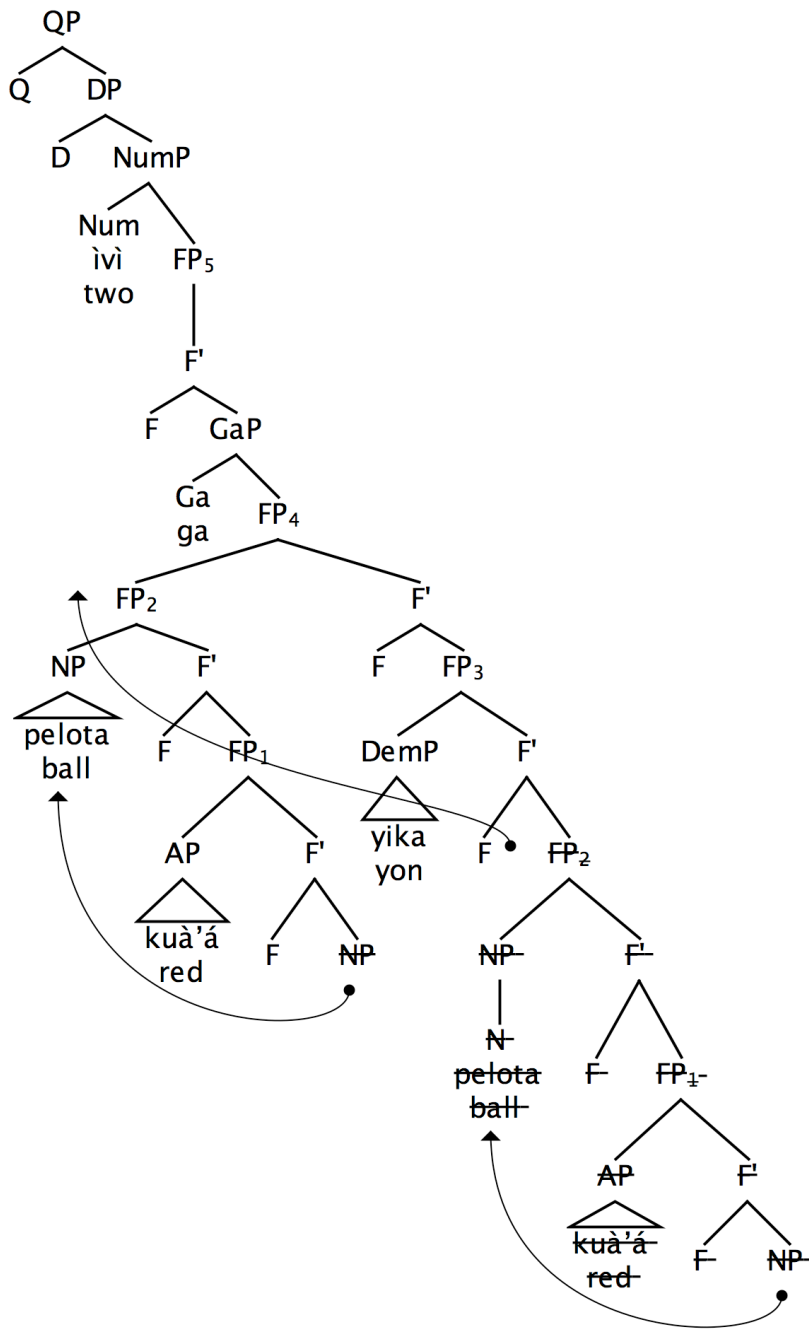 QP
Q DP
D NumP
Num
ìvì FP₅
two
F'
F GaP
Ga FP₄
ga
FP₂ F'
NP F' F FP₃
pelota F FP₁ DemP F'
ball
AP F' yika F FP₂
yon
kuà'á F NP NP F'
red
N
pelota F FP₁
ball
AP F'
kuà'á F NP
red